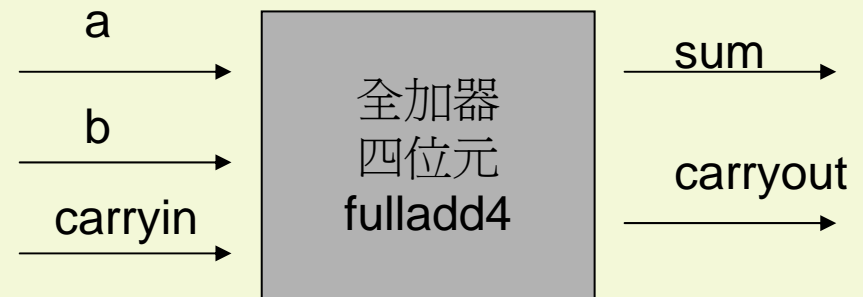 a
b
carryin
全加器
四位元
fulladd4
sum
carryout